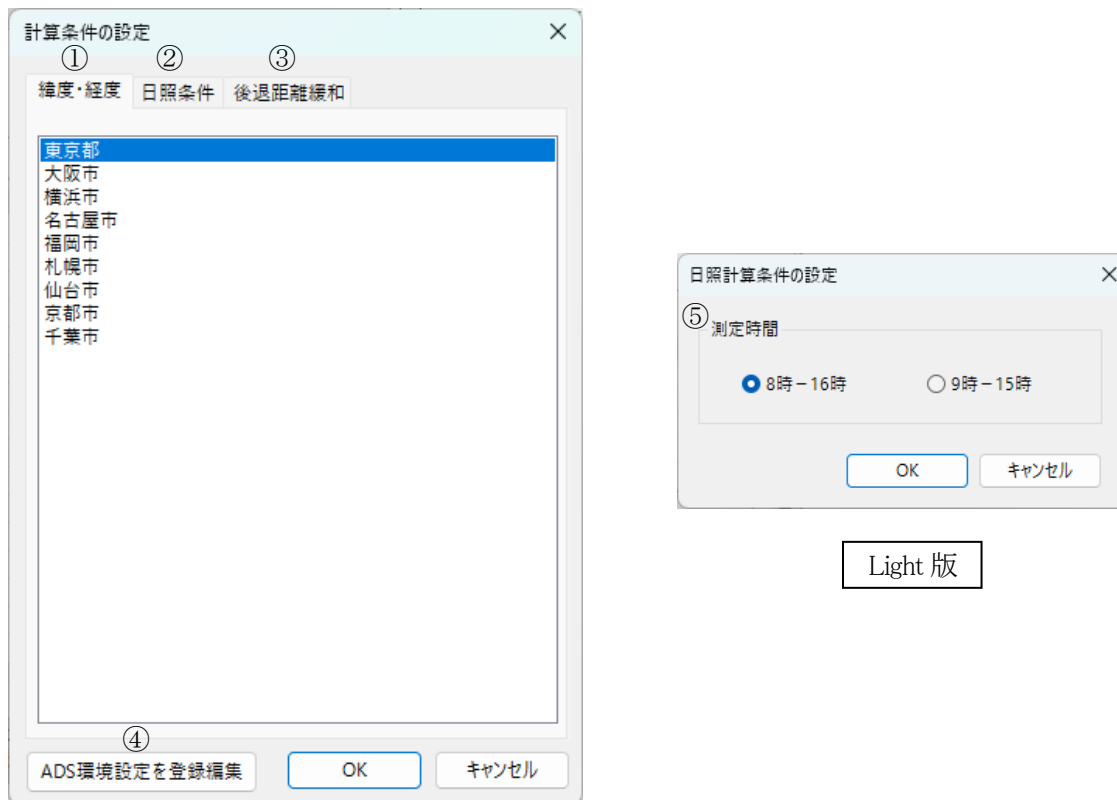 計算条件の設定
① ② ③
緯度・経度 日照条件 後退距離緩和
東京都
大阪市
横浜市
名古屋市
福岡市
札幌市
仙台市
京都市
千葉市
④
ADS環境設定を登録編集 OK キャンセル
日照計算条件の設定
⑤
測定時間
8時－16時 9時－15時
OK キャンセル
Light 版